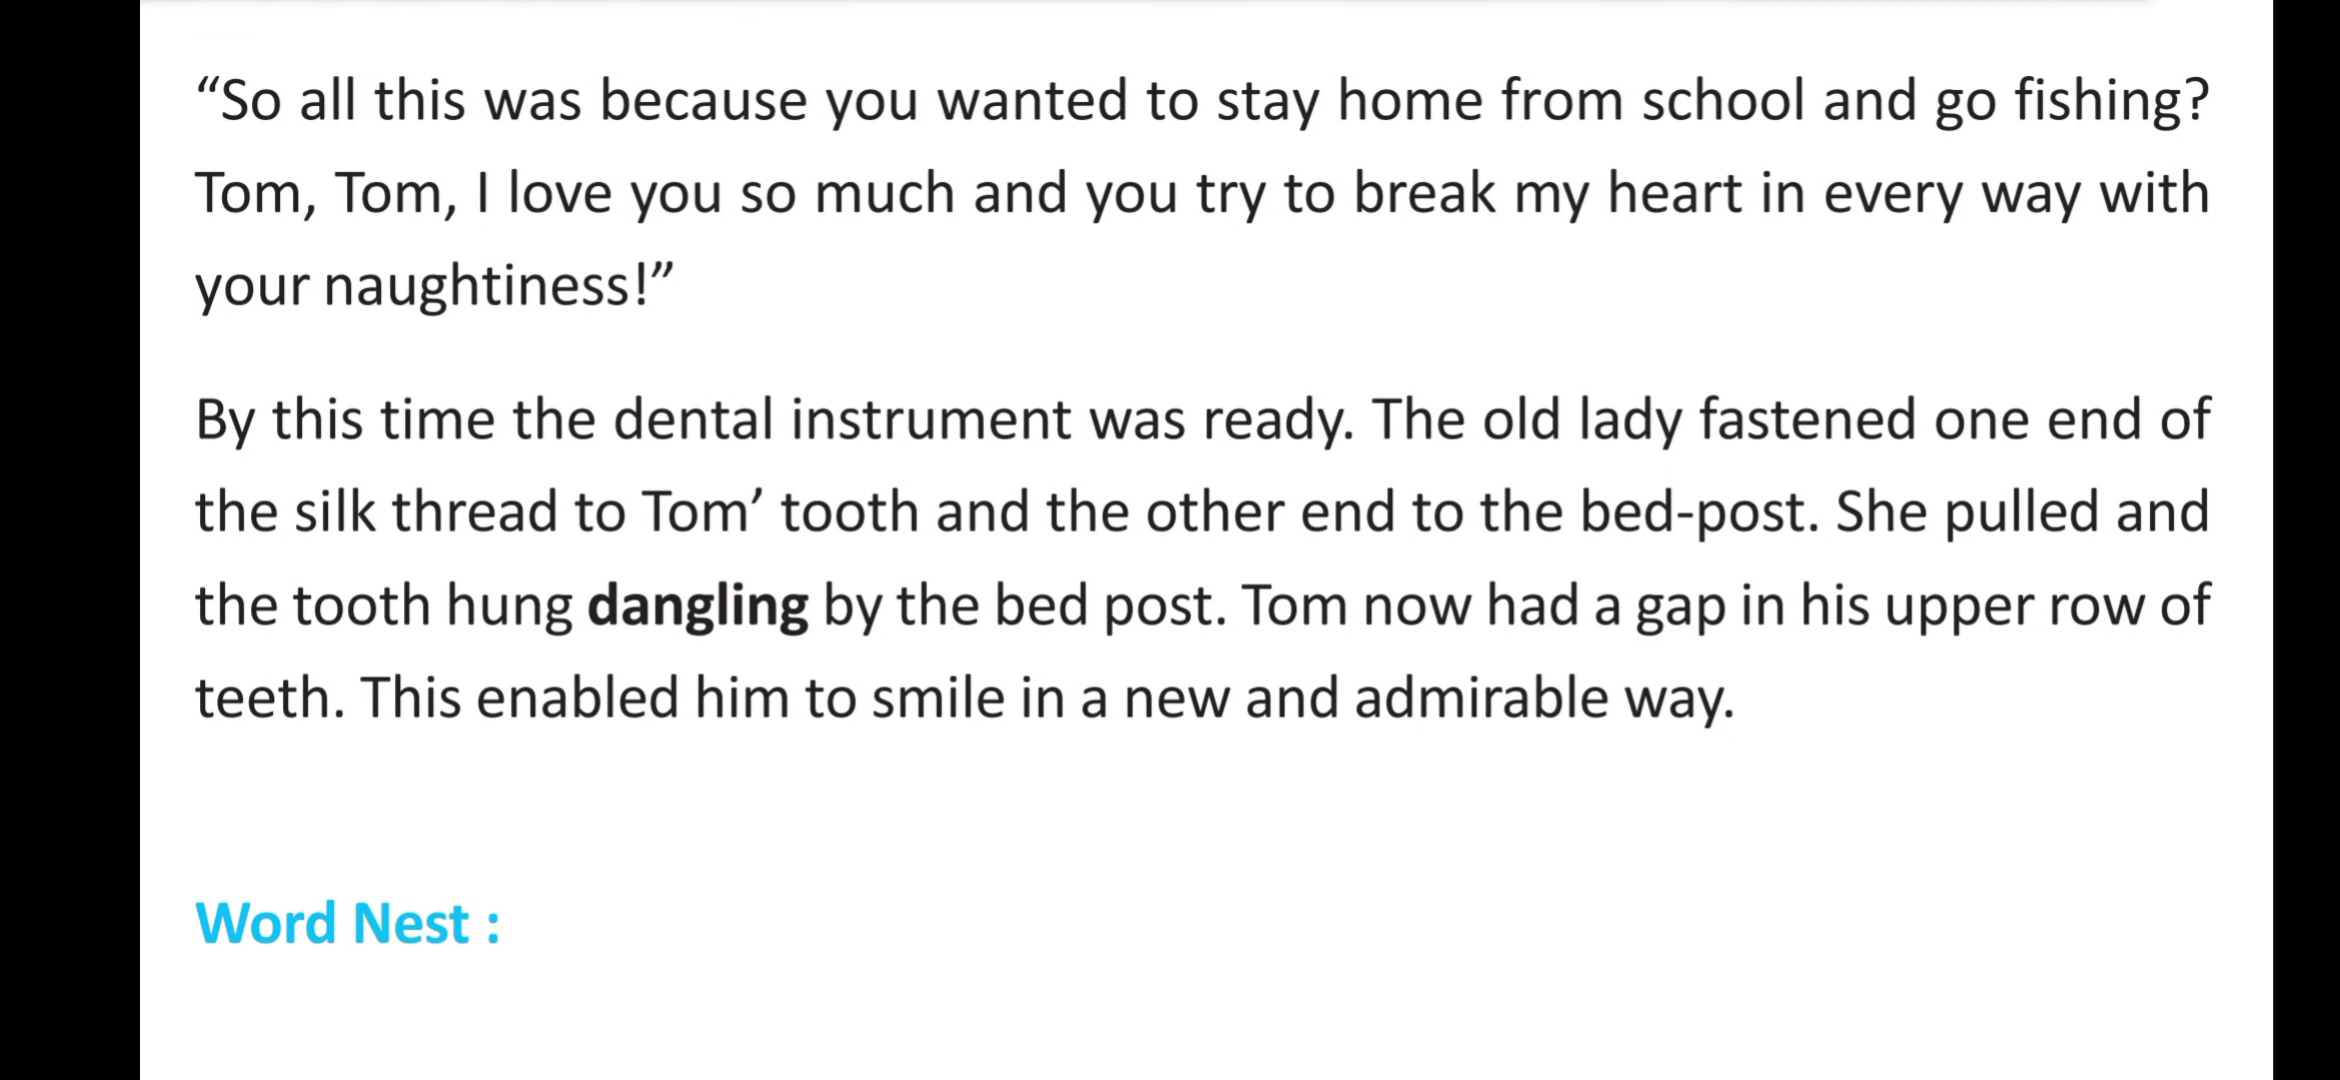 “So all this was because you wanted to stay home from school and go fishing?
Tom, Tom, I love you so much and you try to break my heart in every way with
your naughtiness!”
By this time the dental instrument was ready. The old lady fastened one end of
the silk thread to Tom’ tooth and the other end to the bed-post. She pulled and
the tooth hung dangling by the bed post. Tom now had a gap in his upper row of
teeth. This enabled him to smile in a new and admirable way.
Word Nest :